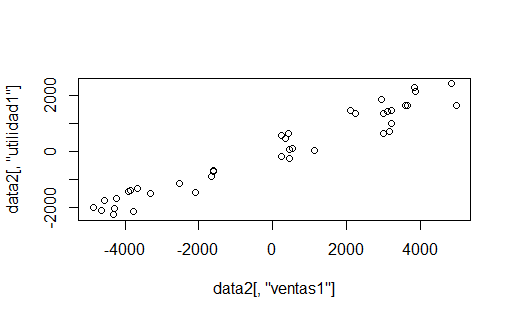 data2[, "utilidad1"]
2000
0
-2000
-4000 -2000 0 2000 4000
data2[, "ventas1"]